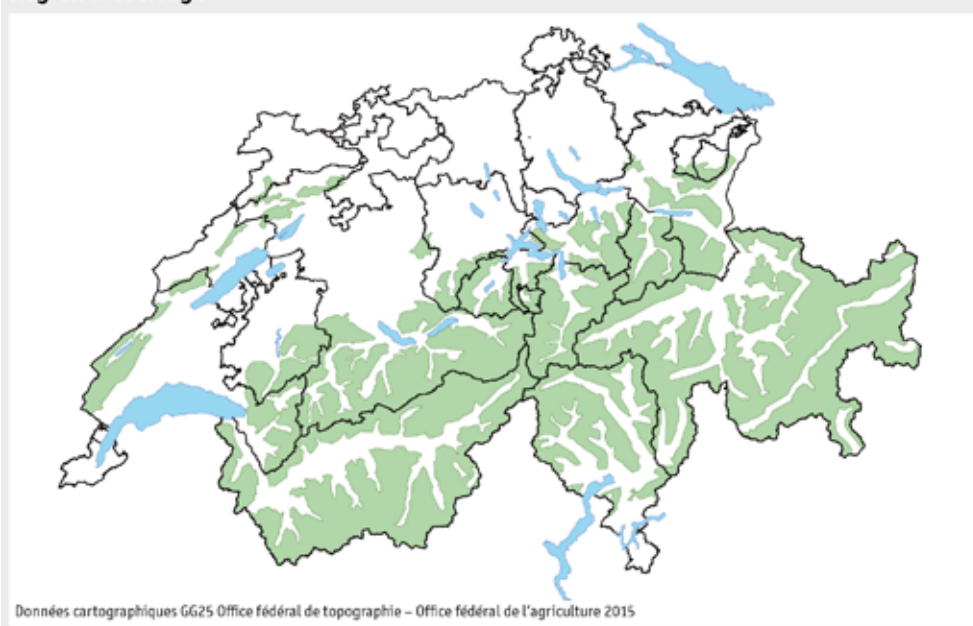 Données cartographiques GG25 Office fédéral de topographie – Office fédéral de l'agriculture 2015